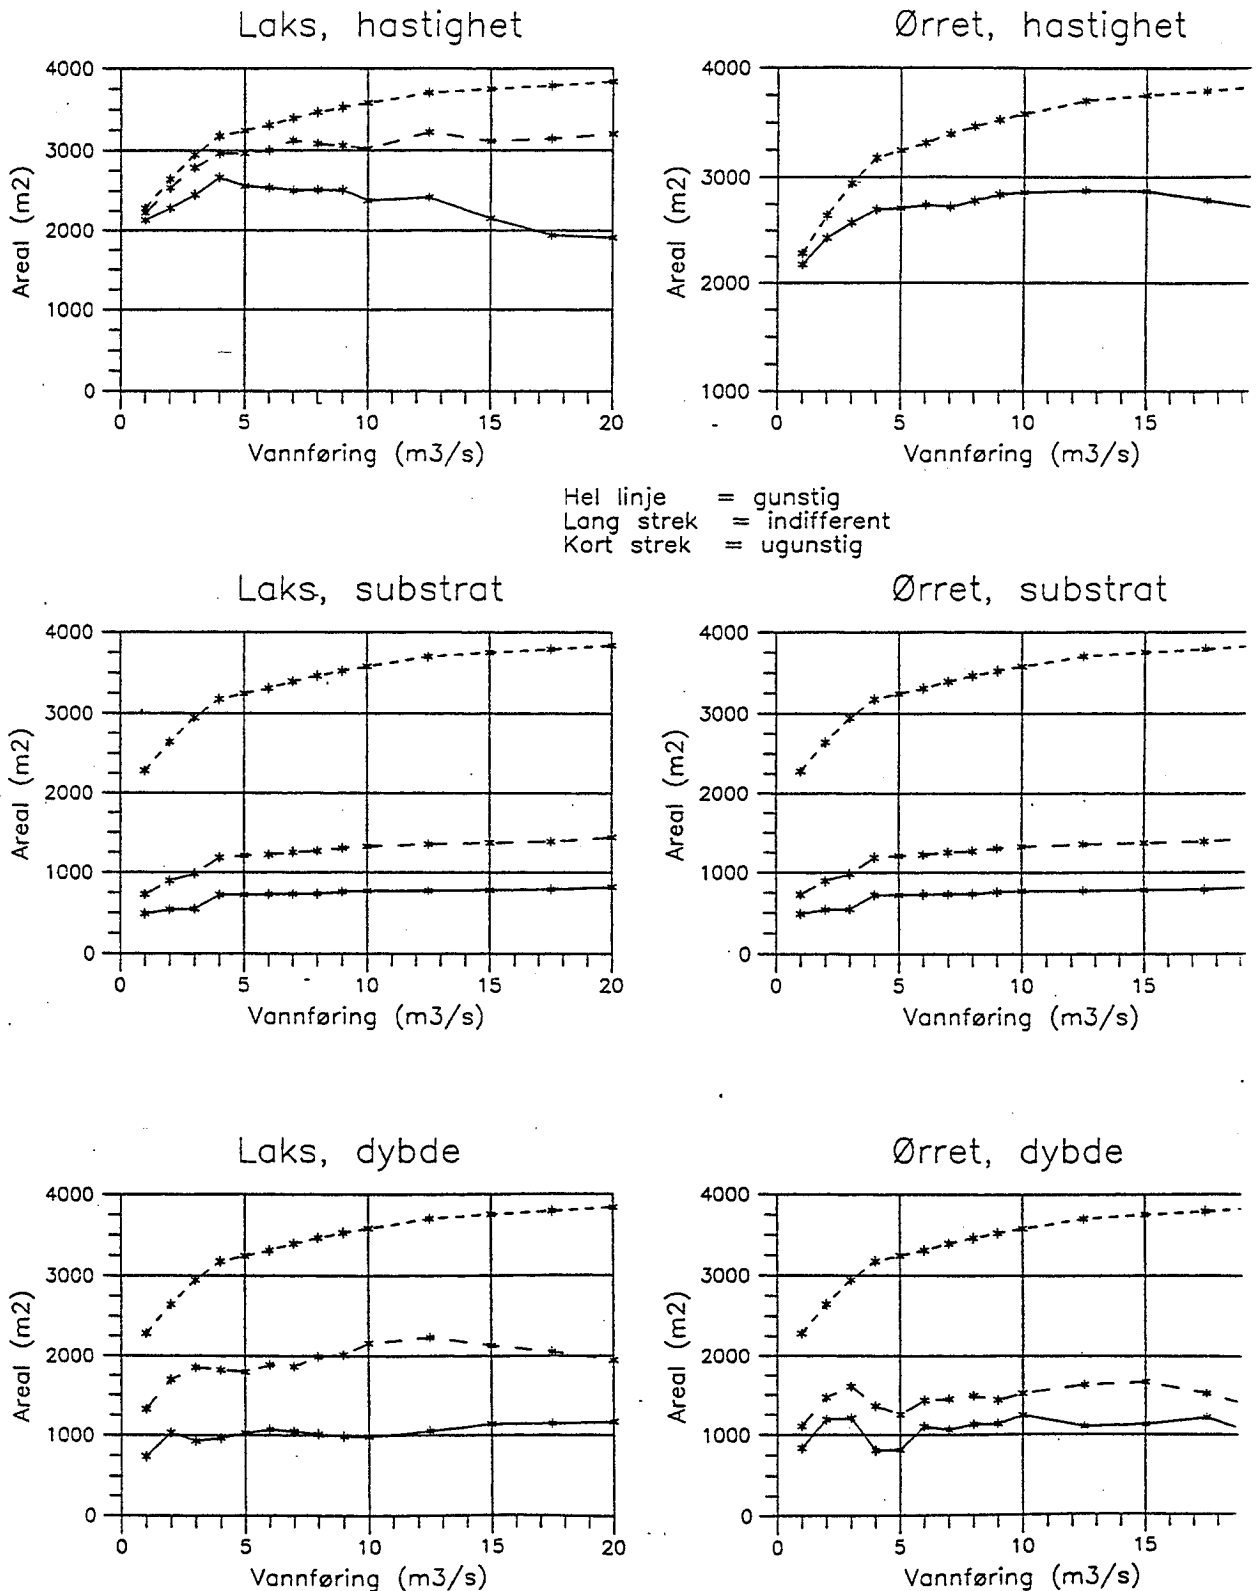 Laks, hastighet
4000
3000
2000
1000
0
Areal (m2)
0 5 10 15 20
Vannføring (m3/s)
Ørret, hastighet
4000
3000
2000
1000
Areal (m2)
0 5 10 15
Vannføring (m3/s)
Hel linje = gunstig
Lang strek = indifferent
Kort strek = ugunstig
Laks, substrat
4000
3000
2000
1000
0
Areal (m2)
0 5 10 15 20
Vannføring (m3/s)
Ørret, substrat
4000
3000
2000
1000
0
Areal (m2)
0 5 10 15
Vannføring (m3/s)
Laks, dybde
4000
3000
2000
1000
0
Areal (m2)
0 5 10 15 20
Vannføring (m3/s)
Ørret, dybde
4000
3000
2000
1000
0
Areal (m2)
0 5 10 15
Vannføring (m3/s)